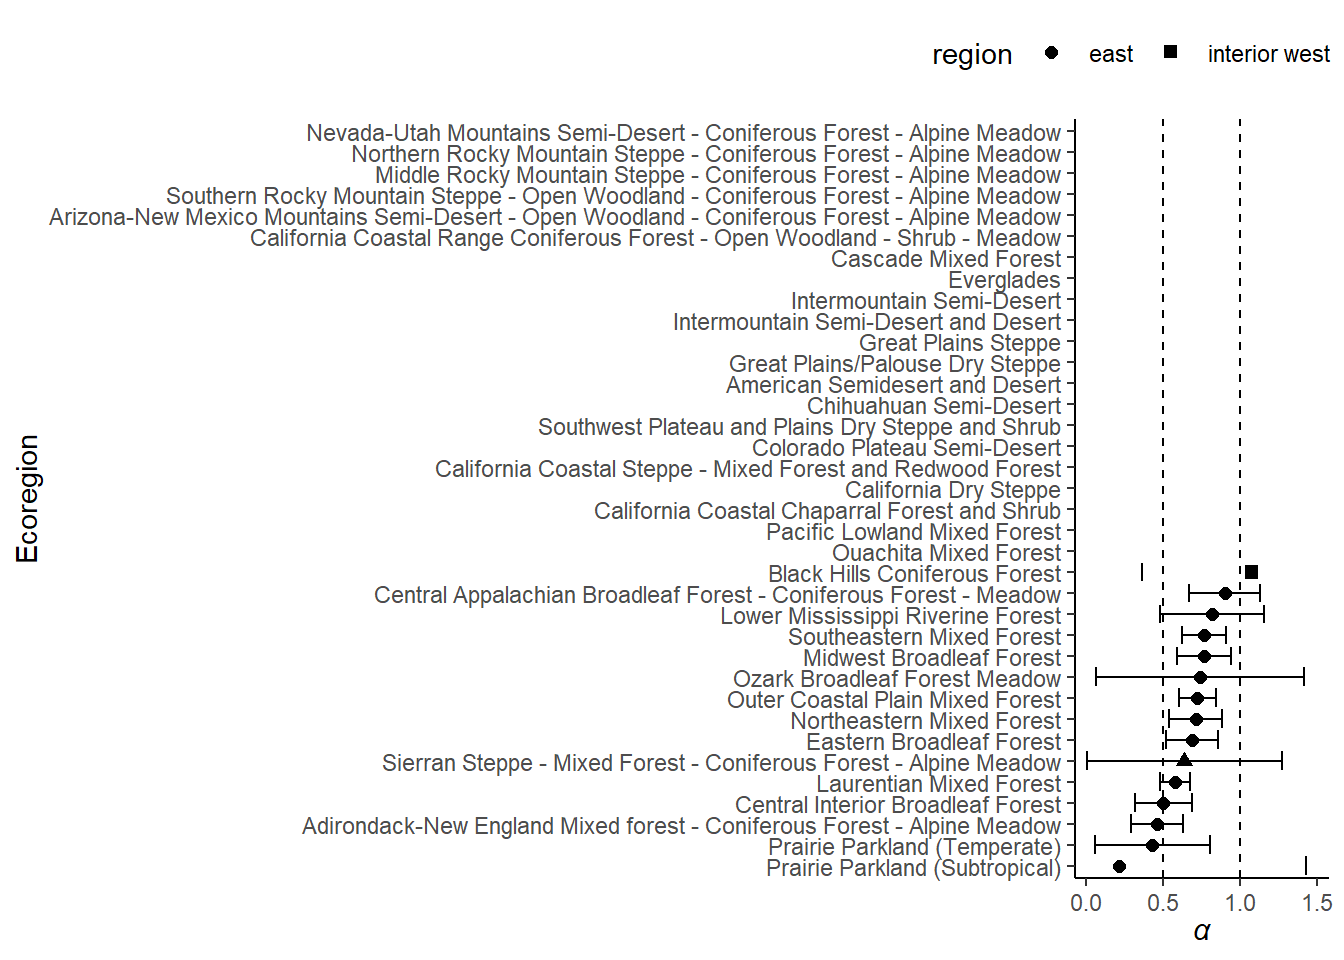 region east interior west
Nevada-Utah Mountains Semi-Desert - Coniferous Forest - Alpine Meadow
Northern Rocky Mountain Steppe - Coniferous Forest - Alpine Meadow
Middle Rocky Mountain Steppe - Coniferous Forest - Alpine Meadow
Southern Rocky Mountain Steppe - Open Woodland - Coniferous Forest - Alpine Meadow
Arizona-New Mexico Mountains Semi-Desert - Open Woodland - Coniferous Forest - Alpine Meadow
California Coastal Range Coniferous Forest - Open Woodland - Shrub - Meadow
Cascade Mixed Forest
Everglades
Intermountain Semi-Desert
Intermountain Semi-Desert and Desert
Great Plains Steppe
Great Plains/Palouse Dry Steppe
American Semidesert and Desert
Chihuahuan Semi-Desert
Southwest Plateau and Plains Dry Steppe and Shrub
Colorado Plateau Semi-Desert
California Coastal Steppe - Mixed Forest and Redwood Forest
California Dry Steppe
California Coastal Chaparral Forest and Shrub
Pacific Lowland Mixed Forest
Ouachita Mixed Forest
Black Hills Coniferous Forest
Central Appalachian Broadleaf Forest - Coniferous Forest - Meadow
Lower Mississippi Riverine Forest
Southeastern Mixed Forest
Midwest Broadleaf Forest
Ozark Broadleaf Forest Meadow
Outer Coastal Plain Mixed Forest
Northeastern Mixed Forest
Eastern Broadleaf Forest
Sierran Steppe - Mixed Forest - Coniferous Forest - Alpine Meadow
Laurentian Mixed Forest
Central Interior Broadleaf Forest
Adirondack-New England Mixed forest - Coniferous Forest - Alpine Meadow
Prairie Parkland (Temperate)
Prairie Parkland (Subtropical)
Ecoregion
0.0 0.5 1.0 1.5
α